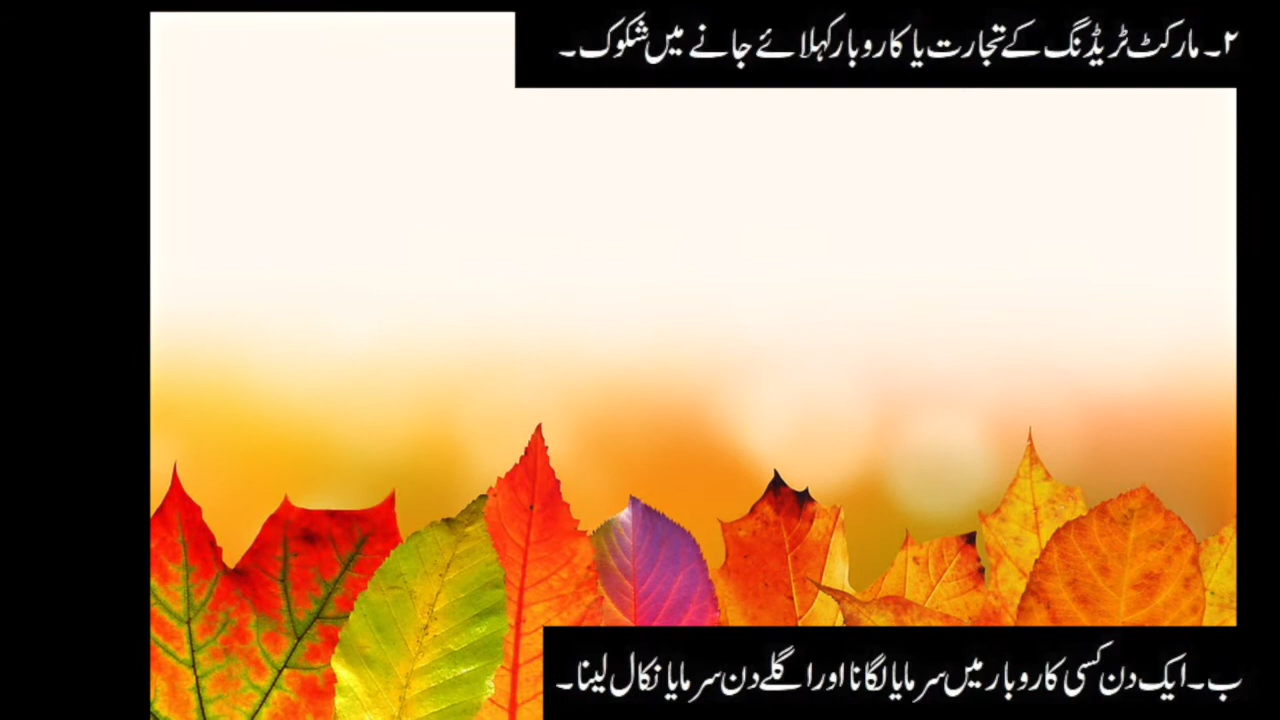 ۲۔ مارکٹ ٹریڈنگ کے تجارت یا کاروبار کہلائے جانے میں شکوک۔
ب۔ ایک دن کسی کاروبار میں سرمایا لگانا اور اگلے دن سرمایا نکال لینا۔